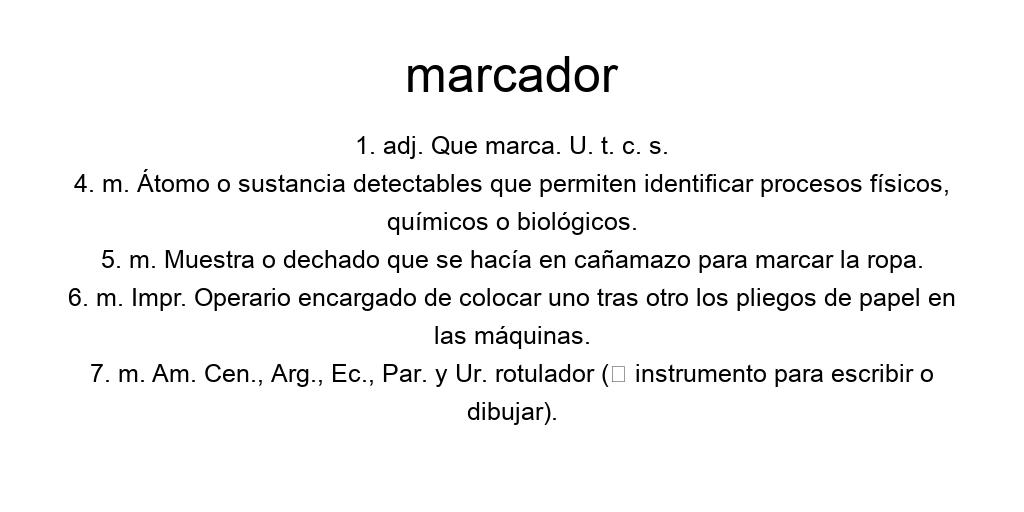 marcador
1. adj. Que marca. U. t. c. s.
4. m. Átomo o sustancia detectables que permiten identificar procesos físicos,
químicos o biológicos.
5. m. Muestra o dechado que se hacía en cañamazo para marcar la ropa.
6. m. Impr. Operario encargado de colocar uno tras otro los pliegos de papel en
las máquinas.
7. m. Am. Cen., Arg., Ec., Par. y Ur. rotulador (□ instrumento para escribir o
dibujar).